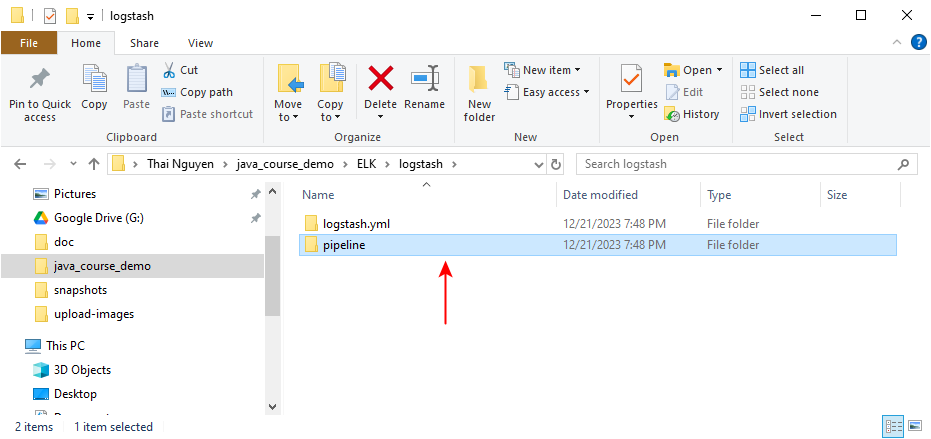 logstash
File Home Share View
Pin to Quick access
Copy
Paste
Cut
Copy path
Paste shortcut
Clipboard
Move to
Copy to
Delete
Rename
Organize
New folder
New item
Easy access
New
Properties
Open
Edit
History
Open
Select all
Select none
Invert selection
Select
Thai Nguyen java_course_demo ELK logstash
Search logstash
Pictures
Google Drive (G:)
doc
java_course_demo
snapshots
upload-images
This PC
3D Objects
Desktop
Name Date modified Type Size
logstash.yml 12/21/2023 7:48 PM File folder
pipeline 12/21/2023 7:48 PM File folder
2 items 1 item selected